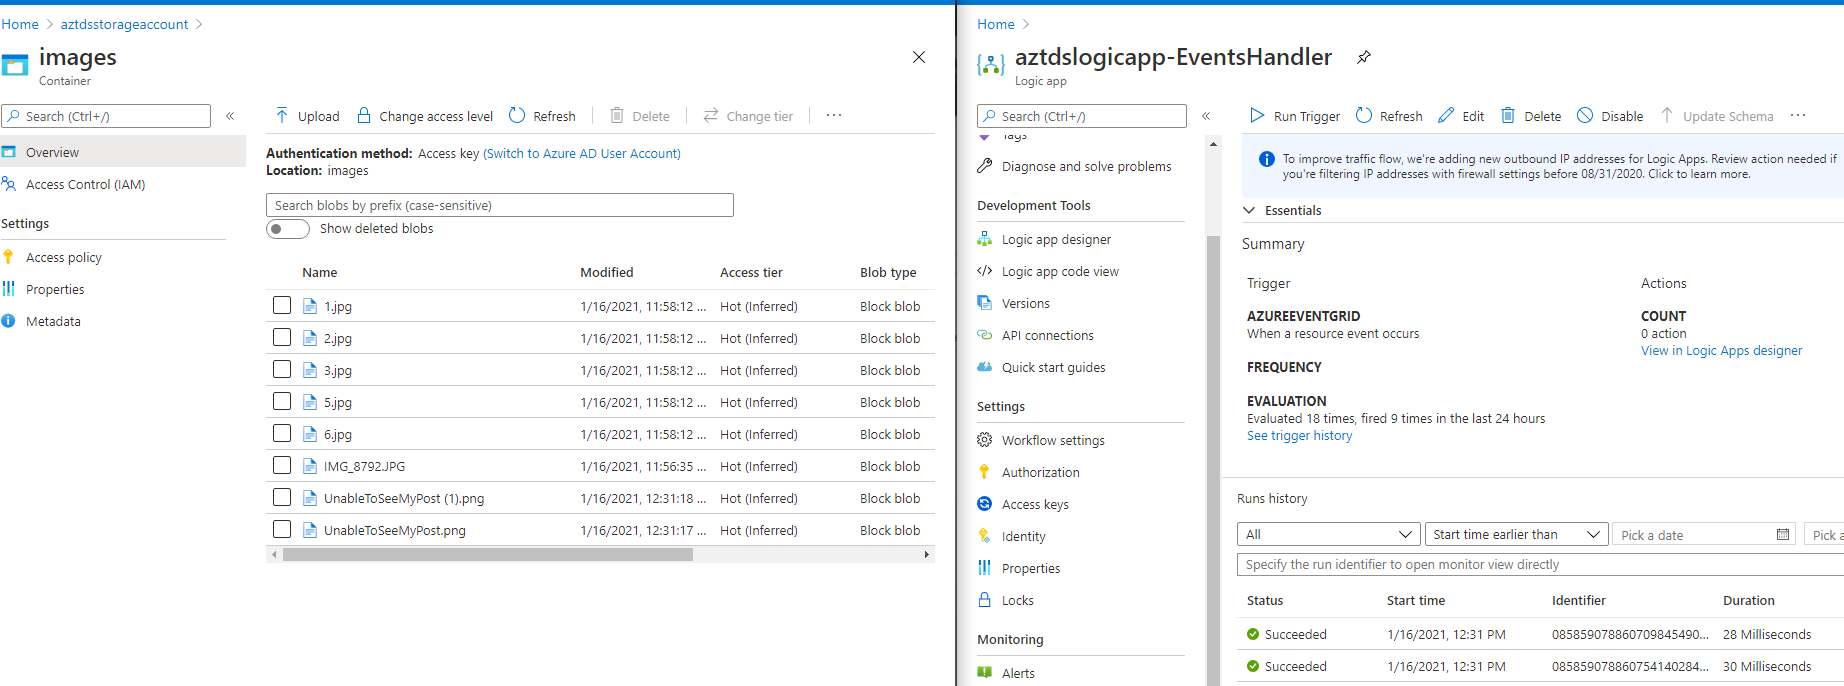 Home > aztdsstorageaccount >
images
Container
Search (Ctrl+/)
«
Overview
Access Control (IAM)
Settings
Access policy
Properties
Metadata
Upload Change access level Refresh Delete Change tier ...
Authentication method: Access key (Switch to Azure AD User Account)
Location: images
Search blobs by prefix (case-sensitive)
Show deleted blobs
Name Modified Access tier Blob type
1.jpg 1/16/2021, 11:58:12 ... Hot (Inferred) Block blob
2.jpg 1/16/2021, 11:58:12 ... Hot (Inferred) Block blob
3.jpg 1/16/2021, 11:58:12 ... Hot (Inferred) Block blob
5.jpg 1/16/2021, 11:58:12 ... Hot (Inferred) Block blob
6.jpg 1/16/2021, 11:58:12 ... Hot (Inferred) Block blob
IMG_8792.JPG 1/16/2021, 11:56:35 ... Hot (Inferred) Block blob
UnableToSeeMyPost (1).png 1/16/2021, 12:31:18 ... Hot (Inferred) Block blob
UnableToSeeMyPost.png 1/16/2021, 12:31:17 ... Hot (Inferred) Block blob
Home >
aztdslogicapp-EventsHandler
Logic app
Search (Ctrl+/)
«
Tags
Diagnose and solve problems
Development Tools
Logic app designer
Logic app code view
Versions
API connections
Quick start guides
Settings
Workflow settings
Authorization
Access keys
Identity
Properties
Locks
Monitoring
Alerts
Run Trigger Refresh Edit Delete Disable Update Schema ...
To improve traffic flow, we're adding new outbound IP addresses for Logic Apps. Review action needed if
you're filtering IP addresses with firewall settings before 08/31/2020. Click to learn more.
Essentials
Summary
Trigger
AZUREEVENTGRID
When a resource event occurs
FREQUENCY
EVALUATION
Evaluated 18 times, fired 9 times in the last 24 hours
See trigger history
Actions
COUNT
0 action
View in Logic Apps designer
Runs history
All Start time earlier than Pick a date Pick a
Specify the run identifier to open monitor view directly
Status Start time Identifier Duration
Succeeded 1/16/2021, 12:31 PM 085859078860709845490... 28 Milliseconds
Succeeded 1/16/2021, 12:31 PM 085859078860754140284... 30 Milliseconds